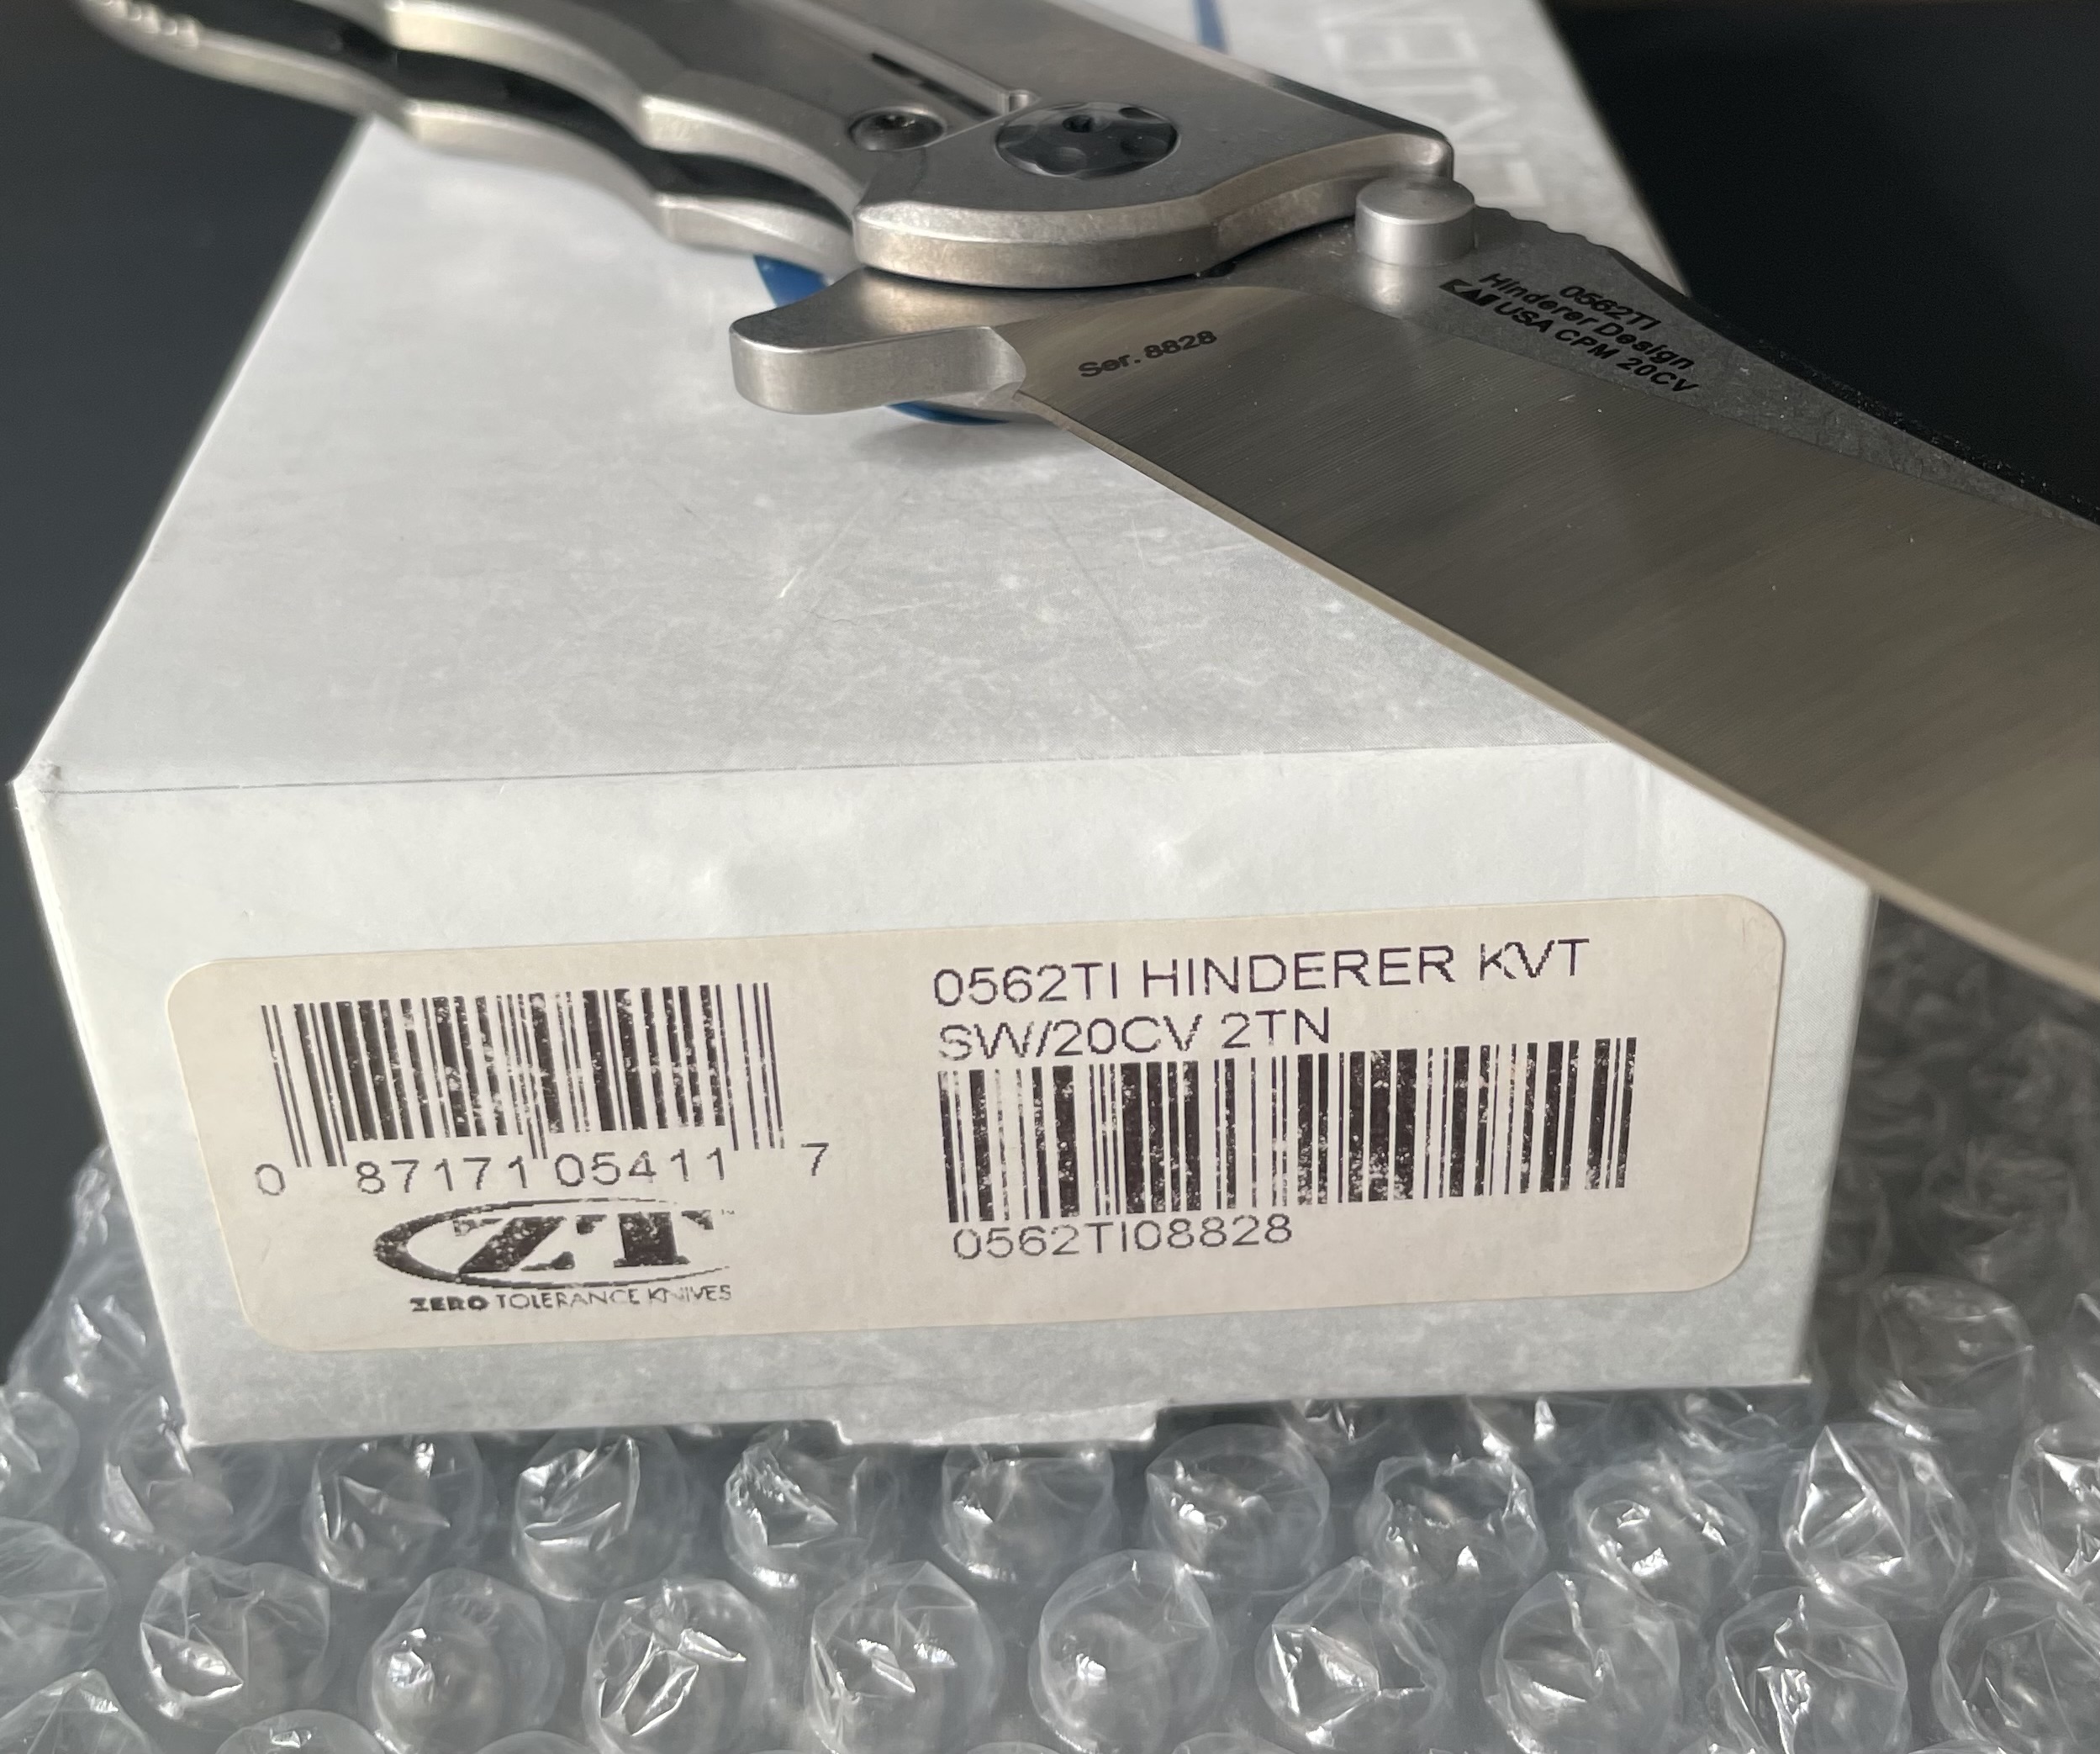 0562TI
Hinderer Design
KAI USA CPM 20CV
Ser. 8828
0562TI HINDERER KVT
SW/20CV 2TN
0 87171 05411 7
0562TI08828
ZT
ZERO TOLERANCE KNIVES